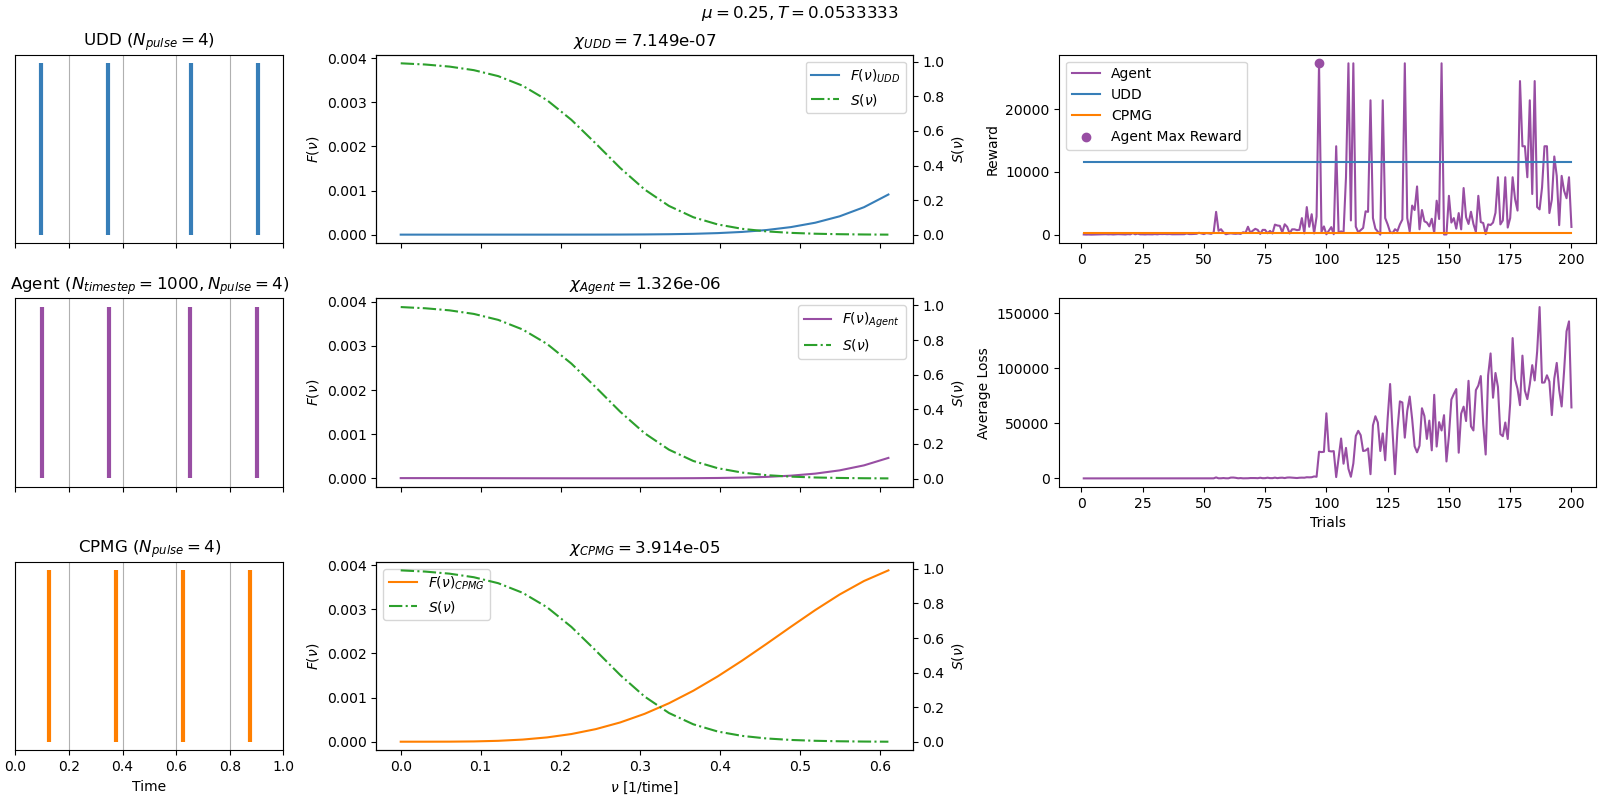 μ = 0.25, T = 0.0533333
UDD (N_pulse = 4)
χ_UDD = 7.149e-07
0.004
0.003
0.002
0.001
0.000
F(ν)
1.0
0.8
0.6
0.4
0.2
0.0
S(ν)
F(ν)_UDD
S(ν)
Reward
20000
10000
0
Agent
UDD
CPMG
Agent Max Reward
0 25 50 75 100 125 150 175 200
Agent (N_timestep = 1000, N_pulse = 4)
χ_Agent = 1.326e-06
0.004
0.003
0.002
0.001
0.000
F(ν)
1.0
0.8
0.6
0.4
0.2
0.0
S(ν)
F(ν)_Agent
S(ν)
Average Loss
150000
100000
50000
0
0 25 50 75 100 125 150 175 200
Trials
CPMG (N_pulse = 4)
0.0 0.2 0.4 0.6 0.8 1.0
Time
χ_CPMG = 3.914e-05
0.004
0.003
0.002
0.001
0.000
F(ν)
1.0
0.8
0.6
0.4
0.2
0.0
S(ν)
F(ν)_CPMG
S(ν)
0.0 0.1 0.2 0.3 0.4 0.5 0.6
ν [1/time]